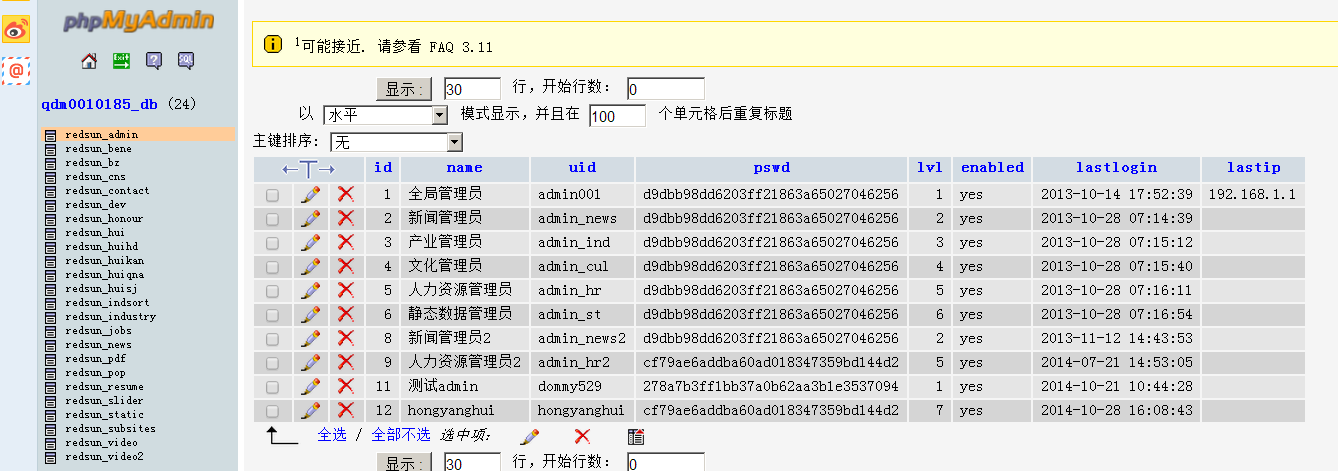 phpMyAdmin
Exit
SQL
qdm0010185_db (24)
redsun_admin
redsun_bene
redsun_bz
redsun_cns
redsun_contact
redsun_dev
redsun_honour
redsun_hui
redsun_huihd
redsun_huikan
redsun_huiqna
redsun_huisj
redsun_indsort
redsun_industry
redsun_jobs
redsun_news
redsun_pdf
redsun_pop
redsun_resume
redsun_slider
redsun_static
redsun_subsites
redsun_video
redsun_video2
1可能接近. 请参看 FAQ 3.11
显示 : 30 行，开始行数： 0
以 水平 模式显示，并且在 100 个单元格后重复标题
主键排序： 无
←T→ id name uid pswd lvl enabled lastlogin lastip
1 全局管理员 admin001 d9dbb98dd6203ff21863a65027046256 1 yes 2013-10-14 17:52:39 192.168.1.1
2 新闻管理员 admin_news d9dbb98dd6203ff21863a65027046256 2 yes 2013-10-28 07:14:39
3 产业管理员 admin_ind d9dbb98dd6203ff21863a65027046256 3 yes 2013-10-28 07:15:12
4 文化管理员 admin_cul d9dbb98dd6203ff21863a65027046256 4 yes 2013-10-28 07:15:40
5 人力资源管理员 admin_hr d9dbb98dd6203ff21863a65027046256 5 yes 2013-10-28 07:16:11
6 静态数据管理员 admin_st d9dbb98dd6203ff21863a65027046256 6 yes 2013-10-28 07:16:54
8 新闻管理员2 admin_news2 d9dbb98dd6203ff21863a65027046256 2 yes 2013-11-12 14:43:53
9 人力资源管理员2 admin_hr2 cf79ae6addba60ad018347359bd144d2 5 yes 2014-07-21 14:53:05
11 测试admin dommy529 278a7b3ff1bb37a0b62aa3b1e3537094 1 yes 2014-10-21 10:44:28
12 hongyanghui hongyanghui cf79ae6addba60ad018347359bd144d2 7 yes 2014-10-28 16:08:43
全选 / 全部不选 选中项:
显示 : 30 行，开始行数： 0